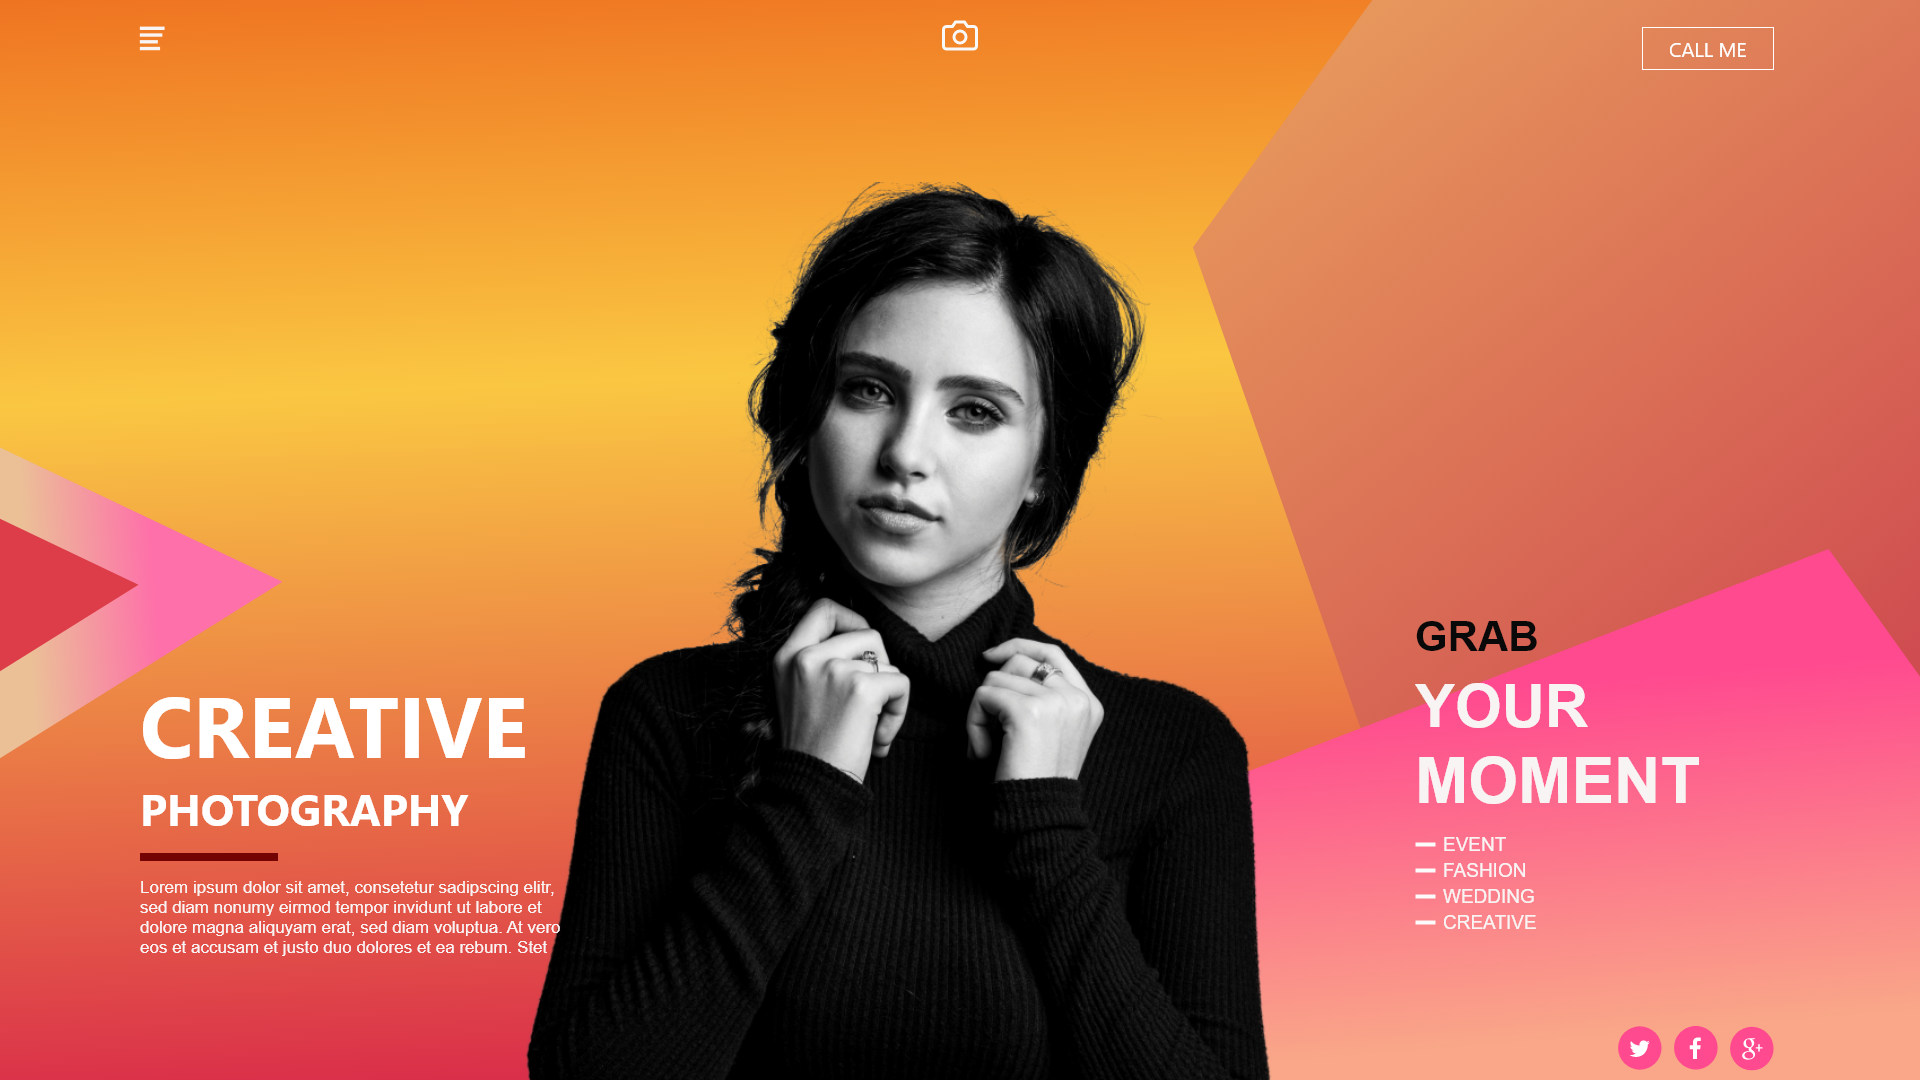 CALL ME
CREATIVE
PHOTOGRAPHY
Lorem ipsum dolor sit amet, consetetur sadipscing elitr,
sed diam nonumy eirmod tempor invidunt ut labore et
dolore magna aliquyam erat, sed diam voluptua. At vero
eos et accusam et justo duo dolores et ea rebum. Stet
GRAB
YOUR
MOMENT
EVENT
FASHION
WEDDING
CREATIVE
g+